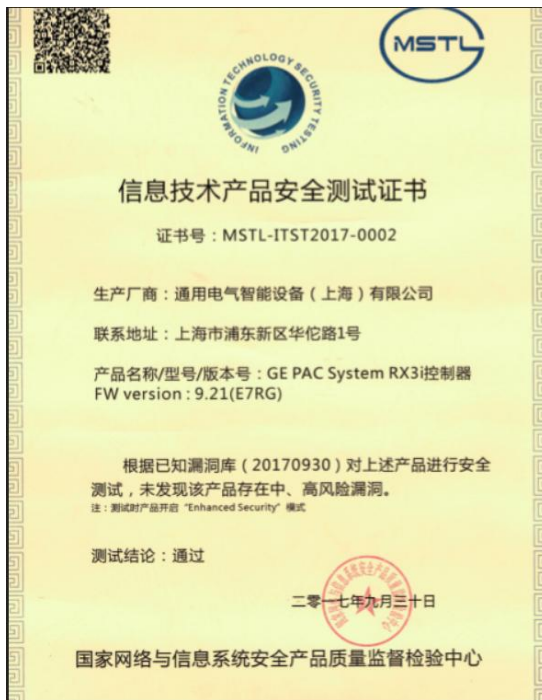 MSTL
INFORMATION TECHNOLOGY SECURITY TESTING
信息技术产品安全测试证书
证书号：MSTL-ITST2017-0002
生产厂商：通用电气智能设备（上海）有限公司
联系地址：上海市浦东新区华佗路1号
产品名称/型号/版本号：GE PAC System RX3i控制器
FW version : 9.21(E7RG)
根据已知漏洞库（20170930）对上述产品进行安全
测试，未发现该产品存在中、高风险漏洞。
注：测试时产品开启“Enhanced Security”模式
测试结论：通过
二零一七年九月三十日
国家网络与信息系统安全产品质量监督检验中心